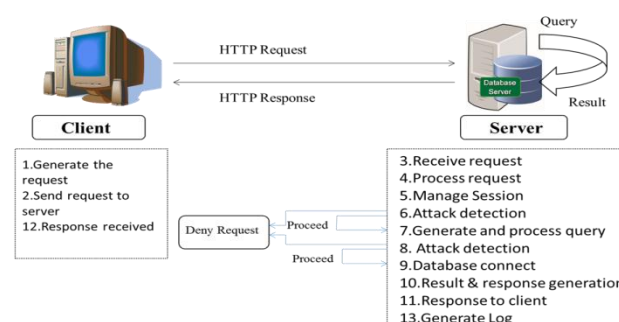 Query
HTTP Request
HTTP Response
Database
Server
Result
Client
Server
1.Generate the
request
2.Send request to
server
12.Response received
3.Receive request
4.Process request
5.Manage Session
6.Attack detection
7.Generate and process query
8. Attack detection
9.Database connect
10.Result & response generation
11.Response to client
13.Generate Log
Deny Request
Proceed
Proceed